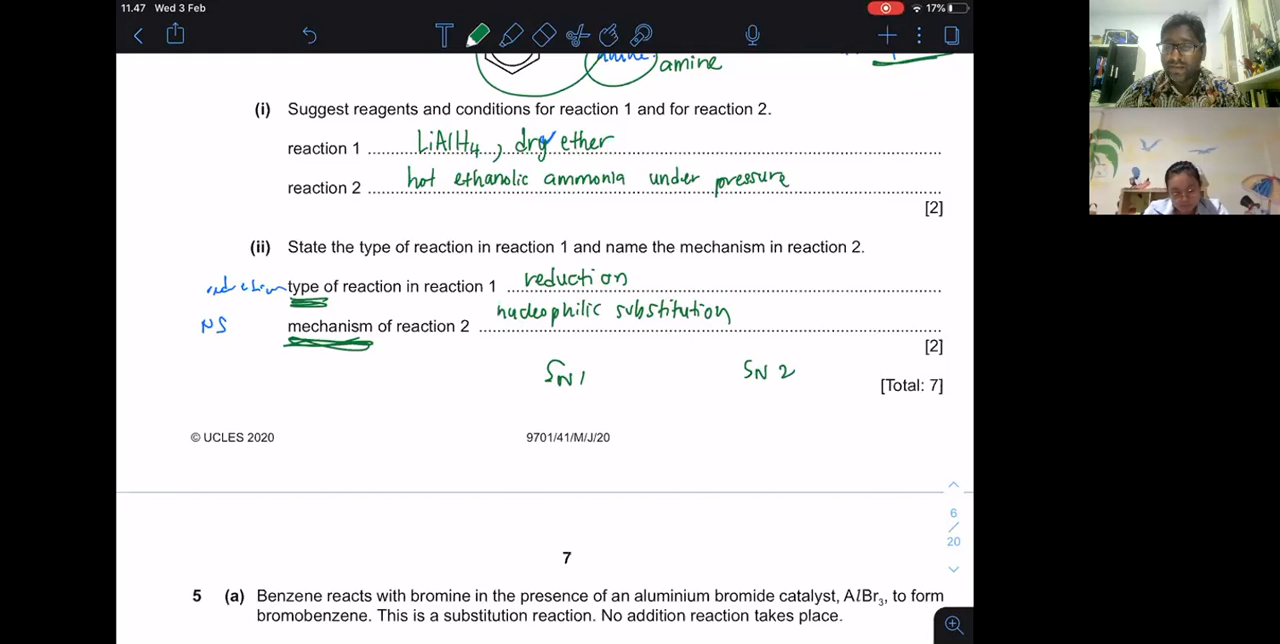 11.47 Wed 3 Feb
17%
T
amine amine
(i) Suggest reagents and conditions for reaction 1 and for reaction 2.
reaction 1 LiAlH4, dry ether
reaction 2 hot ethanolic ammonia under pressure
[2]
(ii) State the type of reaction in reaction 1 and name the mechanism in reaction 2.
type of reaction in reaction 1 reduction
NS mechanism of reaction 2 nucleophilic substitution
[2]
SN1 SN2
[Total: 7]
© UCLES 2020 9701/41/M/J/20
6
/
20
7
5 (a) Benzene reacts with bromine in the presence of an aluminium bromide catalyst, AlBr3, to form
bromobenzene. This is a substitution reaction. No addition reaction takes place.